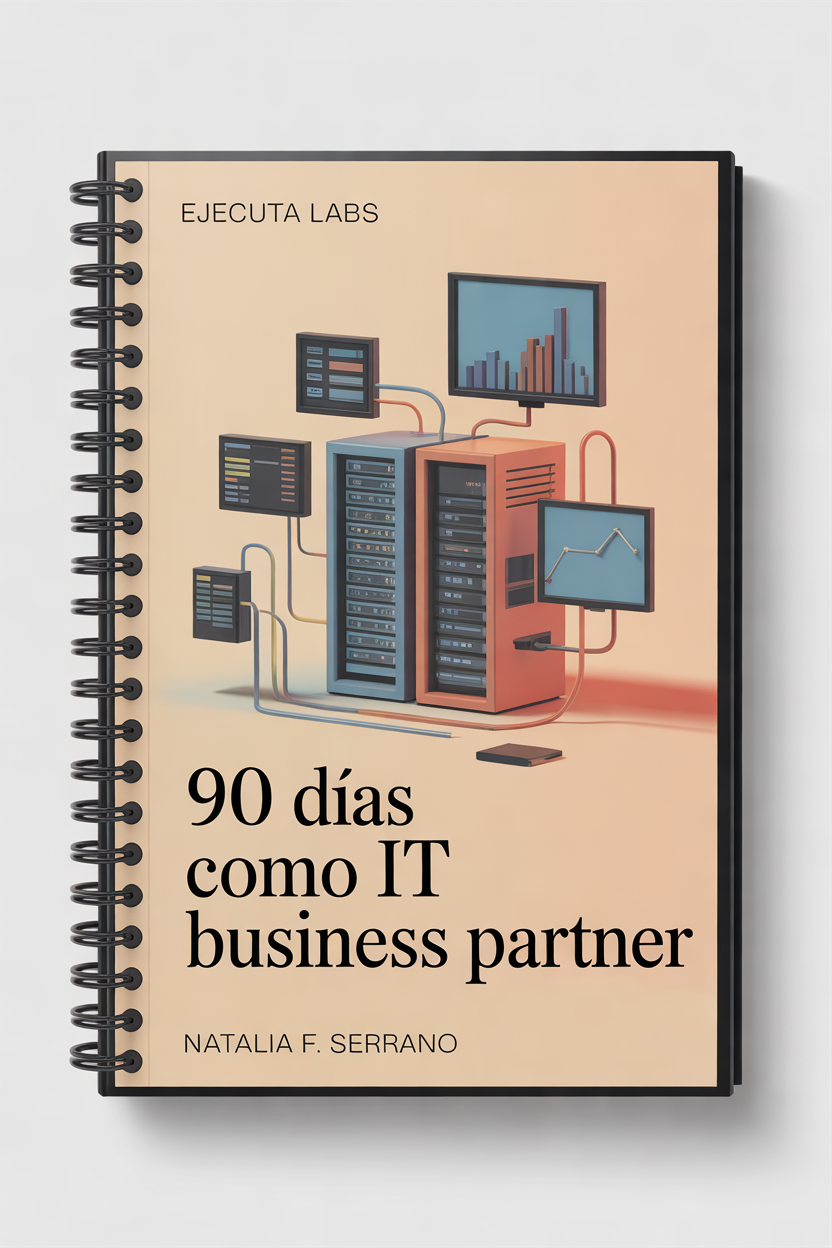 EJECUTA LABS
90 días
como IT
business partner
NATALIA F. SERRANO